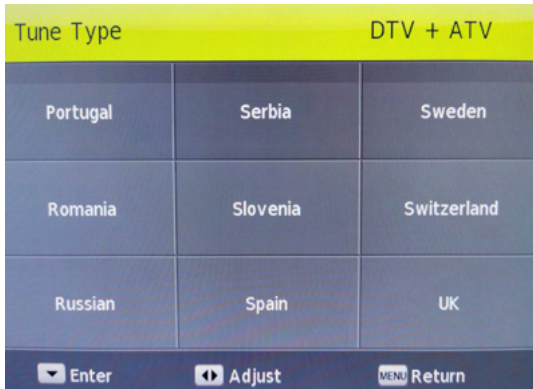 Tune Type DTV + ATV
Portugal Serbia Sweden
Romania Slovenia Switzerland
Russian Spain UK
Enter Adjust MENU Return